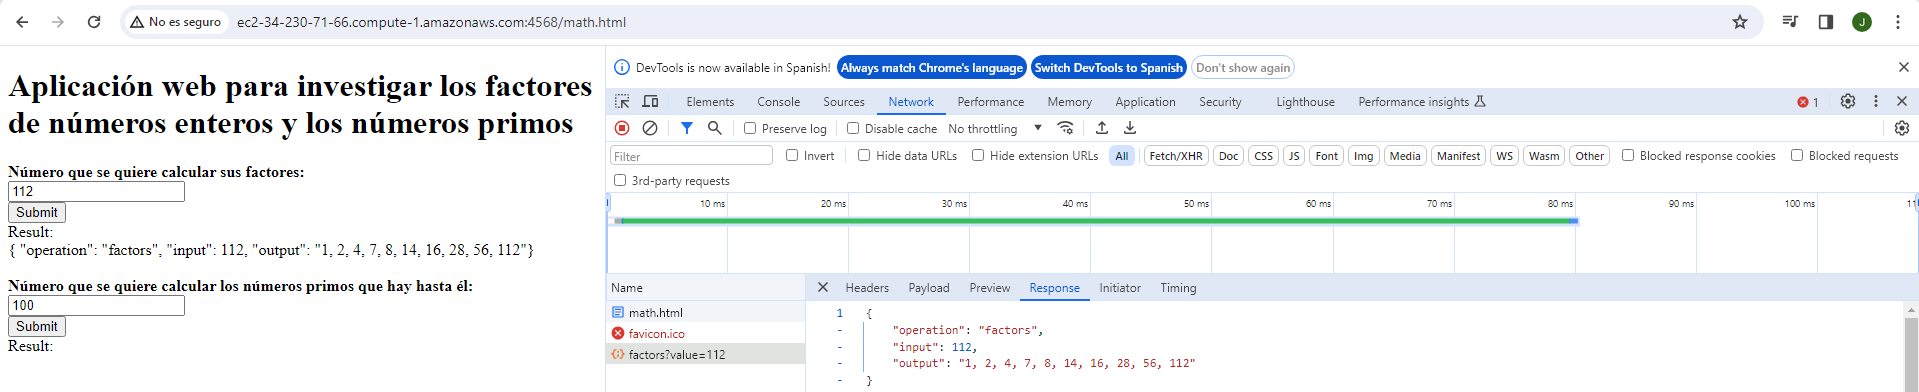 No es seguro ec2-34-230-71-66.compute-1.amazonaws.com:4568/math.html J
Aplicación web para investigar los factores
de números enteros y los números primos
Número que se quiere calcular sus factores:
112
Submit
Result:
{ "operation": "factors", "input": 112, "output": "1, 2, 4, 7, 8, 14, 16, 28, 56, 112"}
Número que se quiere calcular los números primos que hay hasta él:
100
Submit
Result:
DevTools is now available in Spanish! Always match Chrome's language Switch DevTools to Spanish Don't show again
Elements Console Sources Network Performance Memory Application Security Lighthouse Performance insights 1
Preserve log Disable cache No throttling
Filter Invert Hide data URLs Hide extension URLs All Fetch/XHR Doc CSS JS Font Img Media Manifest WS Wasm Other Blocked response cookies Blocked requests
3rd-party requests
10 ms 20 ms 30 ms 40 ms 50 ms 60 ms 70 ms 80 ms 90 ms 100 ms 11
Name
math.html
favicon.ico
factors?value=112
Headers Payload Preview Response Initiator Timing
1 {
- "operation": "factors",
- "input": 112,
- "output": "1, 2, 4, 7, 8, 14, 16, 28, 56, 112"
- }